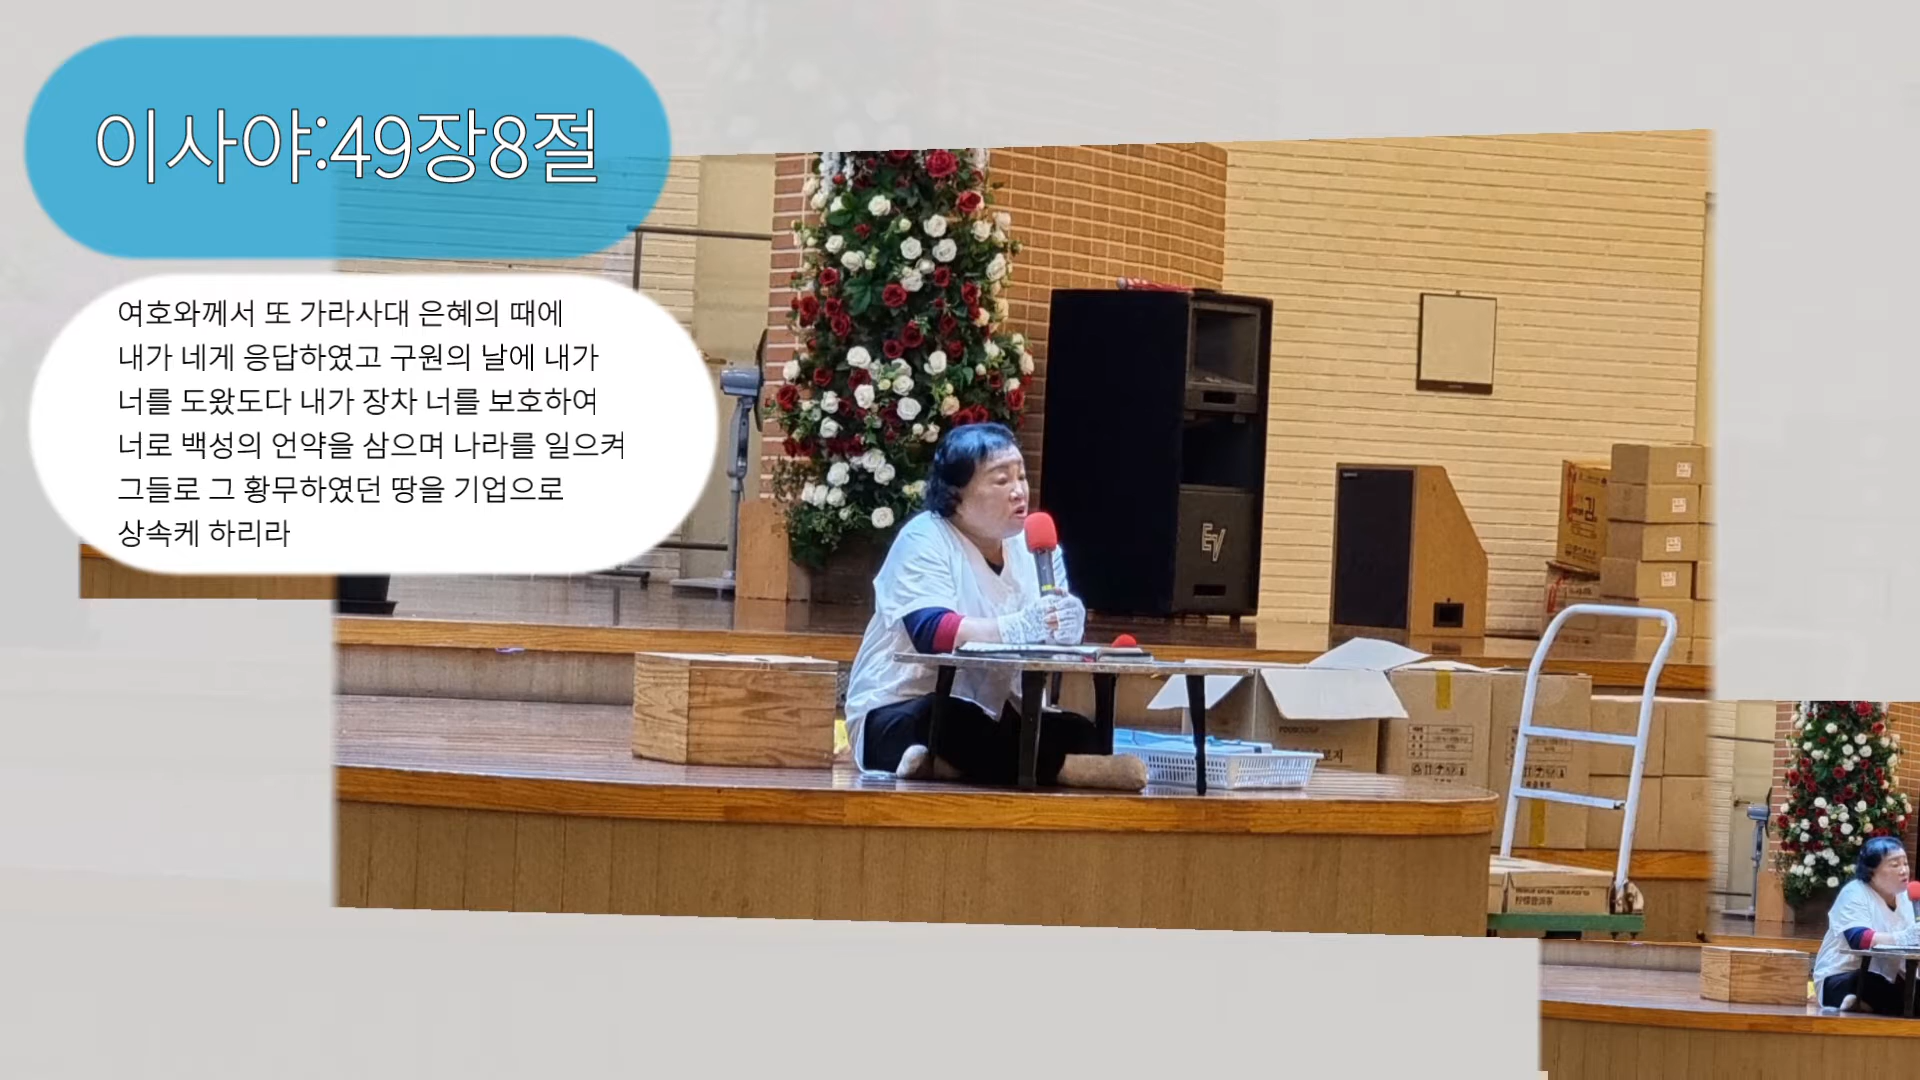 이사야:49장8절
여호와께서 또 가라사대 은혜의 때에
내가 네게 응답하였고 구원의 날에 내가
너를 도왔도다 내가 장차 너를 보호하여
너로 백성의 언약을 삼으며 나라를 일으켜
그들로 그 황무하였던 땅을 기업으로
상속케 하리라
EV
김